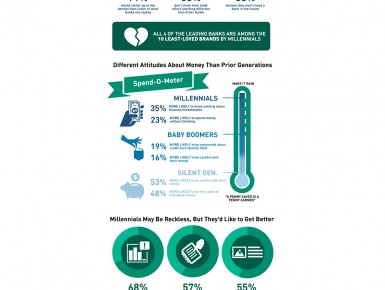 would rather go to the
dentist than listen to what
banks are saying
don't think their bank
offers anything different
than other banks
believe they won't need a
bank in the future
ALL 4 OF THE LEADING BANKS ARE AMONG THE
10 LEAST-LOVED BRANDS BY MILLENNIALS
Different Attitudes About Money Than Prior Generations
Spend-O-Meter
MAKE IT RAIN
MILLENNIALS
35% MORE LIKELY to know nothing about
business/investments
23% MORE LIKELY to spend money
without thinking
BABY BOOMERS
19% MORE LIKELY to be concerned about
credit card identity theft
16% MORE LIKELY to be careful with their
money
SILENT GEN.
53% MORE LIKELY to be careful with their
money
48% MORE LIKELY to be very good at
managing money
"A PENNY SAVED IS A
PENNY EARNED"
Millennials May Be Reckless, But They'd Like to Get Better
68%
57%
55%